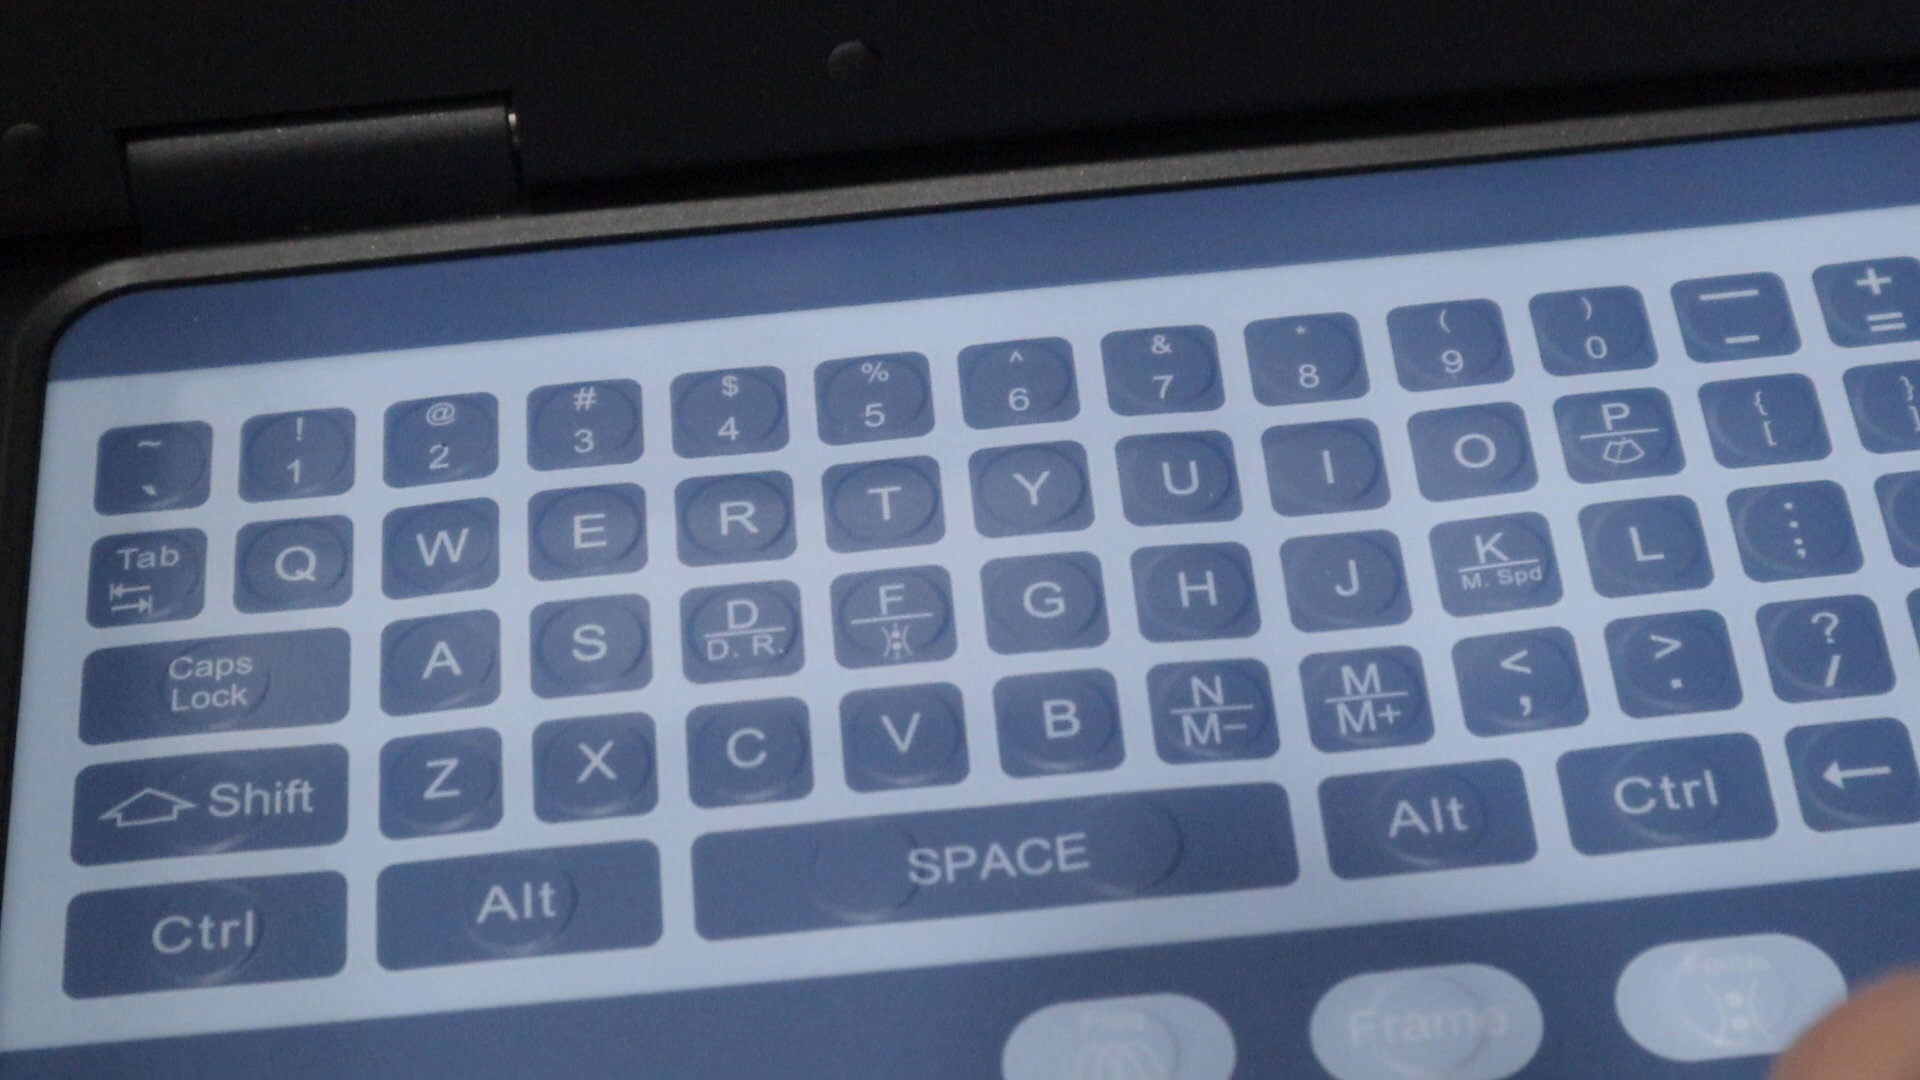 ~ ! @ # $ % ^ & * ( ) — +
` 1 2 3 4 5 6 7 8 9 0 – =
Tab Q W E R T Y U I O P { }
[ ]
Caps A S D F G H J K L : ;
Lock D. R. M. Spd
Shift Z X C V B N M < > ?
M− M+ , . /
Ctrl Alt SPACE Alt Ctrl ←
Frame